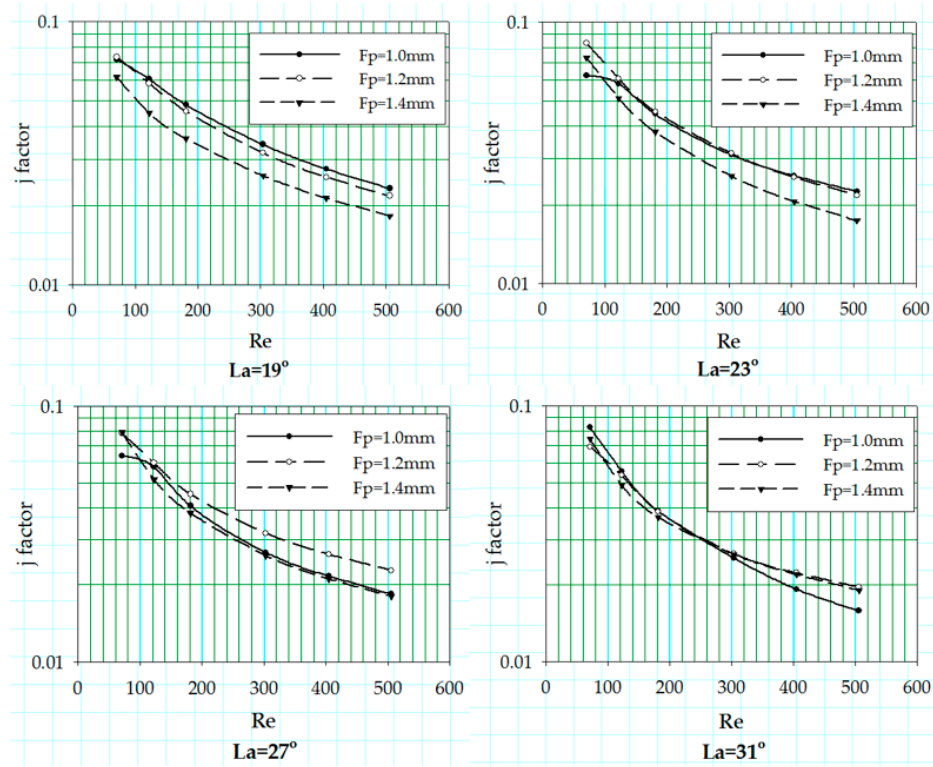 0.1
Fp=1.0mm
Fp=1.2mm
Fp=1.4mm
j factor
0.01
0 100 200 300 400 500 600
Re
La=19°
0.1
Fp=1.0mm
Fp=1.2mm
Fp=1.4mm
j factor
0.01
0 100 200 300 400 500 600
Re
La=23°
0.1
Fp=1.0mm
Fp=1.2mm
Fp=1.4mm
j factor
0.01
0 100 200 300 400 500 600
Re
La=27°
0.1
Fp=1.0mm
Fp=1.2mm
Fp=1.4mm
j factor
0.01
0 100 200 300 400 500 600
Re
La=31°